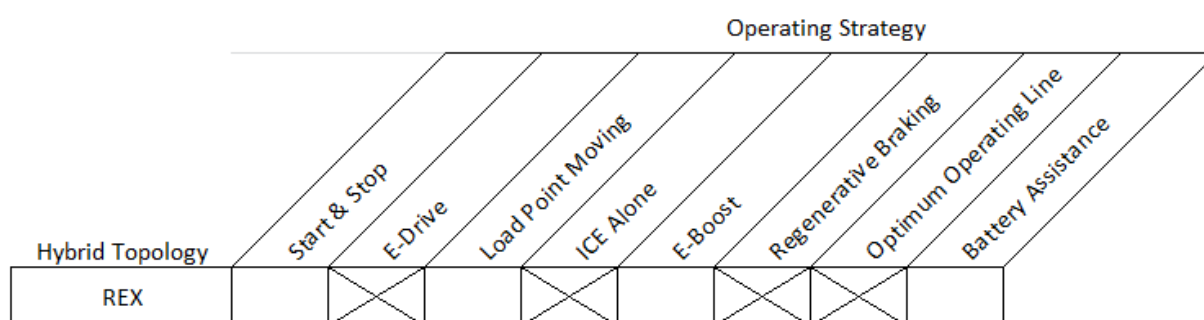 Operating Strategy
Start & Stop
E-Drive
Load Point Moving
ICE Alone
E-Boost
Regenerative Braking
Optimum Operating Line
Battery Assistance
Hybrid Topology
REX